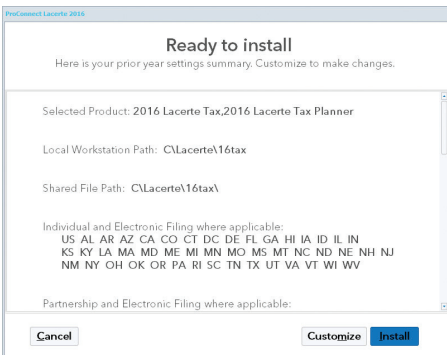 ProConnect Lacerte 2016
Ready to install
Here is your prior year settings summary. Customize to make changes.
Selected Product: 2016 Lacerte Tax,2016 Lacerte Tax Planner
Local Workstation Path: C\Lacerte\16tax
Shared File Path: C\Lacerte\16tax\
Individual and Electronic Filing where applicable:
US AL AR AZ CA CO CT DC DE FL GA HI IA ID IL IN
KS KY LA MA MD ME MI MN MO MS MT NC ND NE NH NJ
NM NY OH OK OR PA RI SC TN TX UT VA VT WI WV
Partnership and Electronic Filing where applicable:
Cancel
Customize
Install